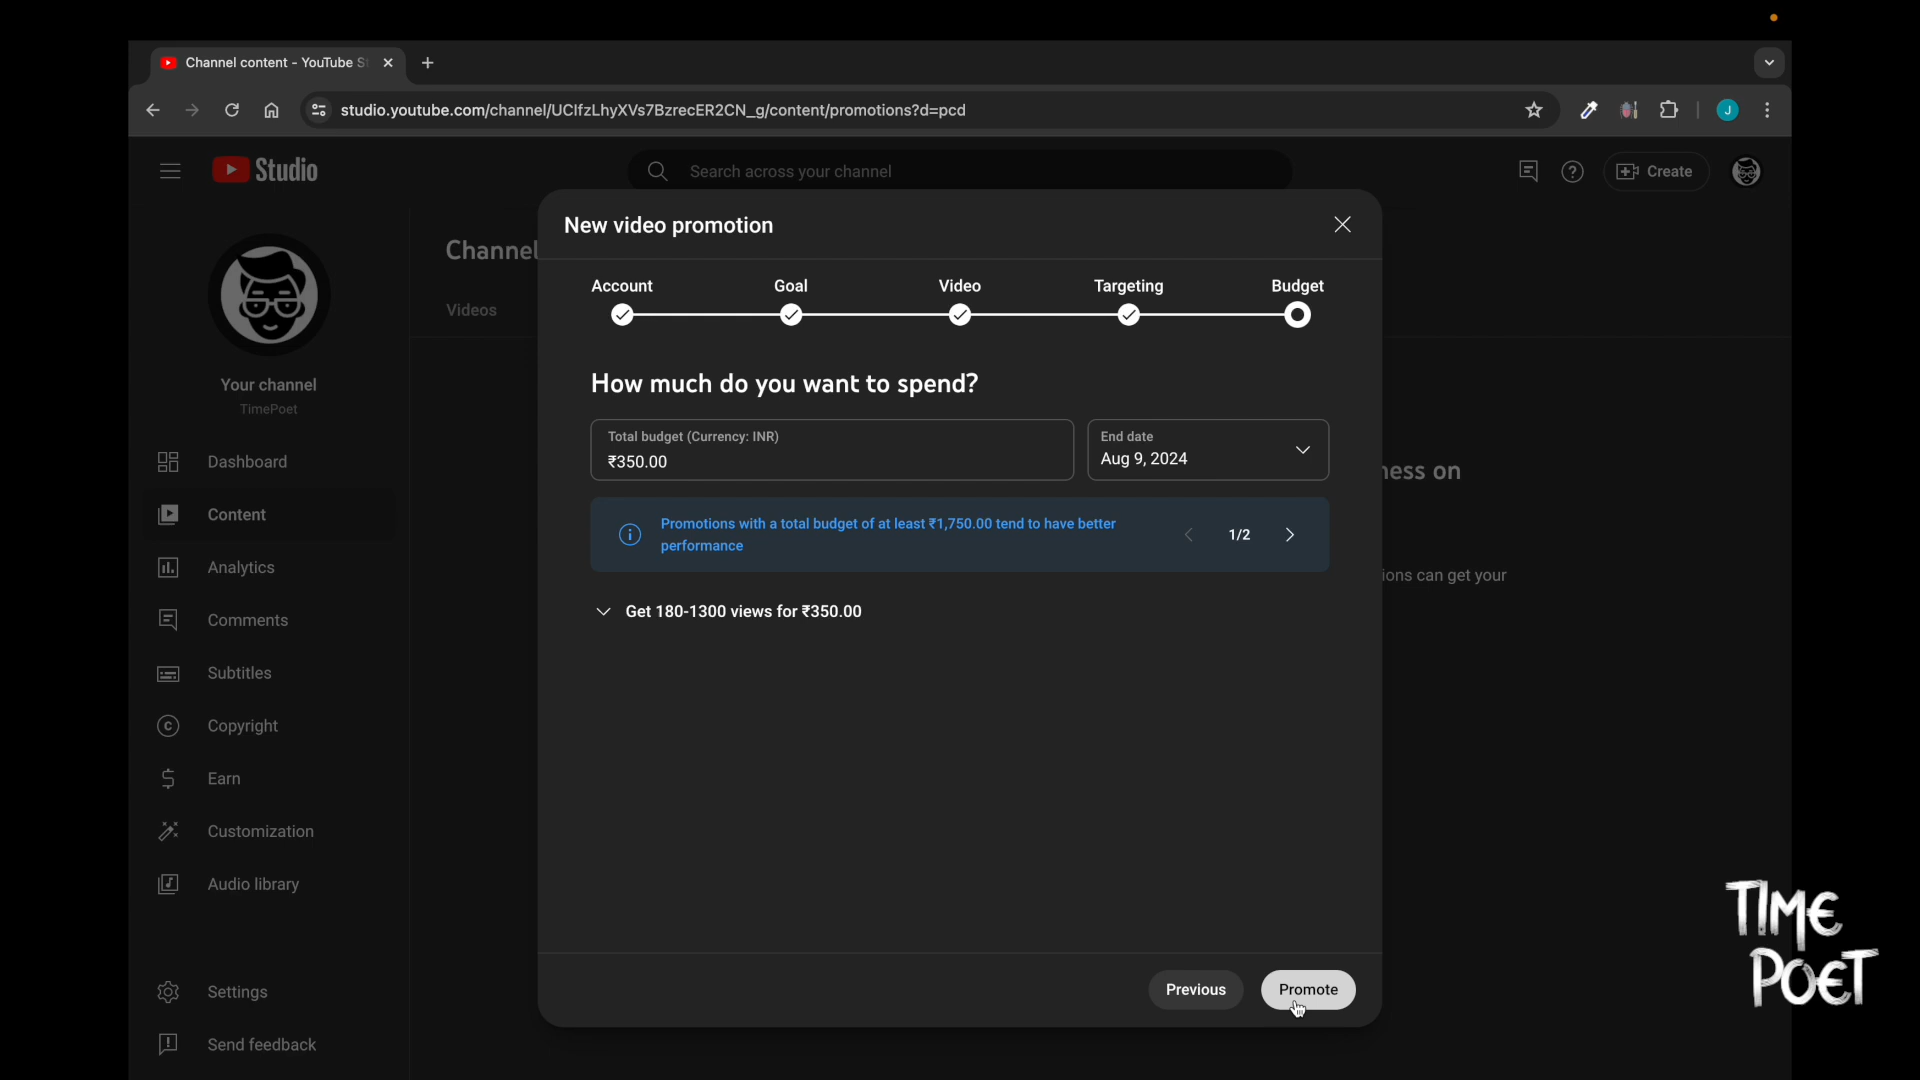 Channel content - YouTube St
studio.youtube.com/channel/UClfzLhyXVs7BzrecER2CN_g/content/promotions?d=pcd
J
Studio
Search across your channel
Create
New video promotion
Channel
Account
Goal
Video
Targeting
Budget
Videos
Your channel
TimePoet
How much do you want to spend?
Total budget (Currency: INR)
₹350.00
End date
Aug 9, 2024
ness on
Promotions with a total budget of at least ₹1,750.00 tend to have better
performance
1/2
ions can get your
Get 180-1300 views for ₹350.00
Dashboard
Content
Analytics
Comments
Subtitles
Copyright
Earn
Customization
Audio library
Settings
Send feedback
Previous
Promote
TIME
POET